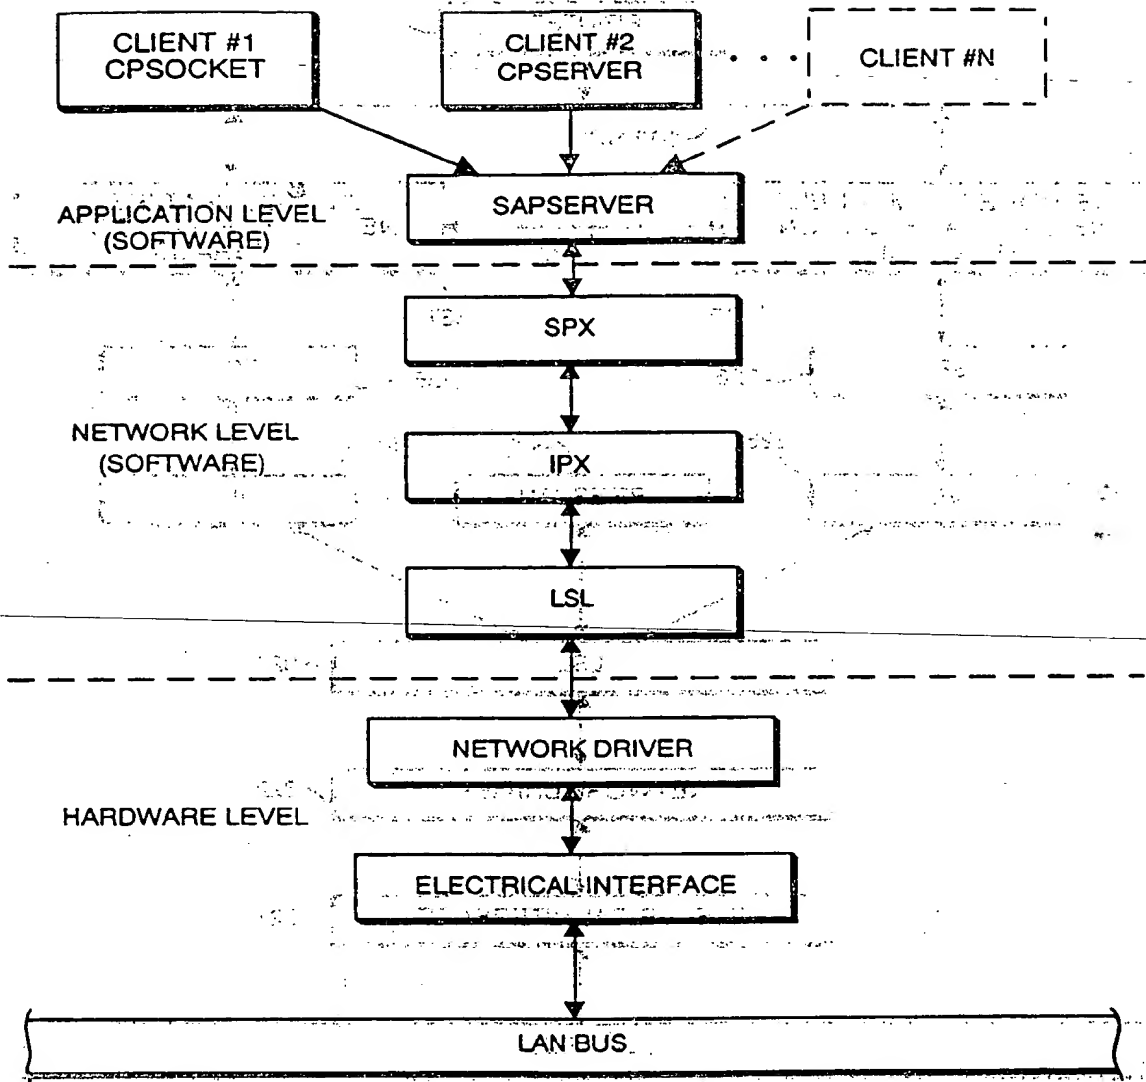 CLIENT #1
CPSOCKET
CLIENT #2
CPSERVER
CLIENT #N
SAPSERVER
APPLICATION LEVEL
(SOFTWARE)
SPX
NETWORK LEVEL
(SOFTWARE)
IPX
LSL
NETWORK DRIVER
HARDWARE LEVEL
ELECTRICAL INTERFACE
LAN BUS